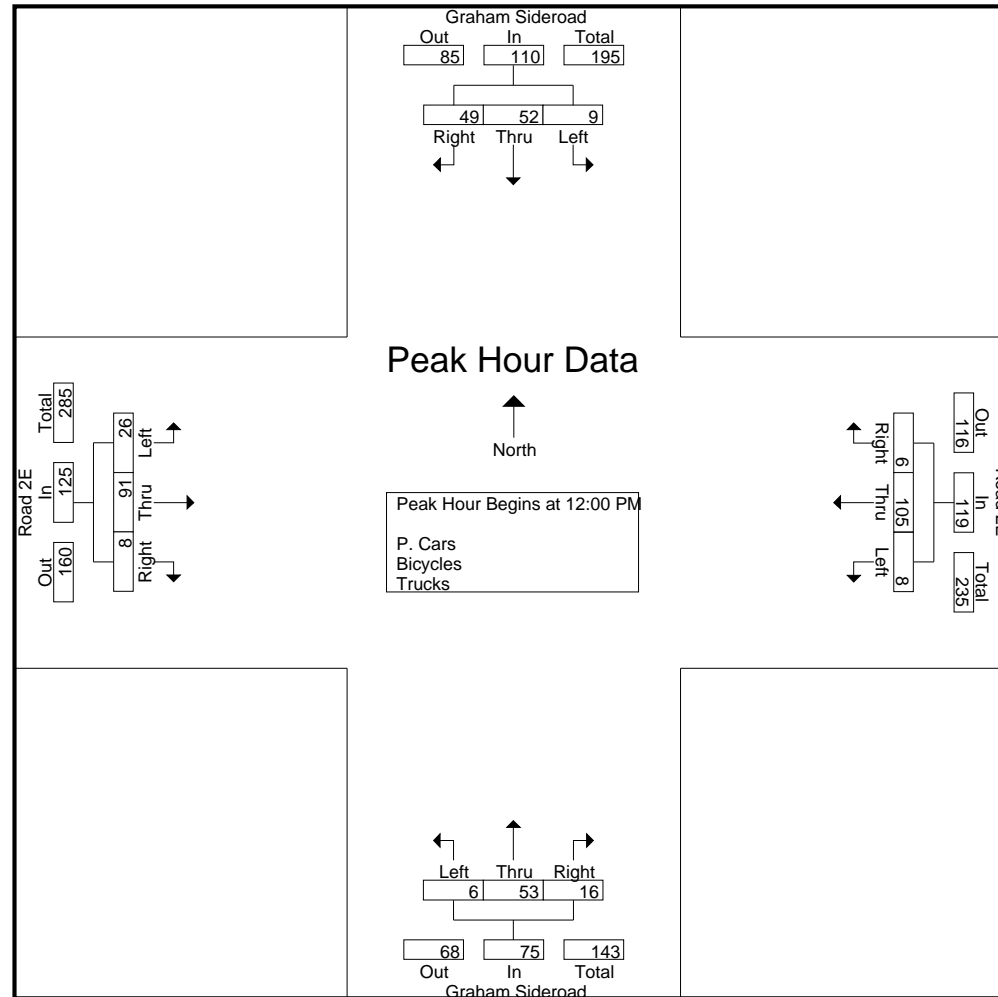 Graham Sideroad
Out In Total
85 110 195
49 52 9
Right Thru Left
Peak Hour Data
North
Peak Hour Begins at 12:00 PM
P. Cars
Bicycles
Trucks
Road 2E
Out In Total
160 125 285
26 91 8
Left Thru Right
Out In Total
116 119 235
6 105 8
Right Thru Left
Left Thru Right
6 53 16
68 75 143
Out In Total
Graham Sideroad